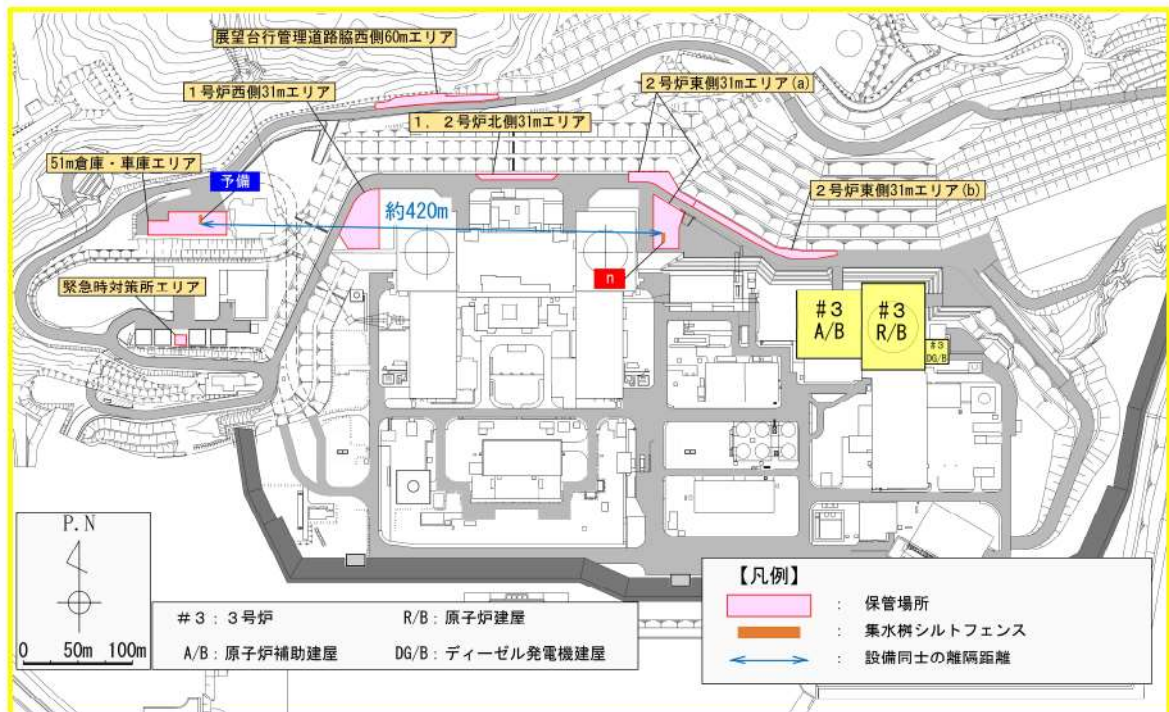 展望台行管理道路脇西側60mエリア
1号炉西側31mエリア
2号炉東側31mエリア(a)
1，2号炉北側31mエリア
51m倉庫・車庫エリア
予備
2号炉東側31mエリア(b)
約420m
緊急時対策所エリア
n
#3
A/B
#3
R/B
#3
DG/B
P.N
0 50m 100m
#3：3号炉
R/B：原子炉建屋
A/B：原子炉補助建屋
DG/B：ディーゼル発電機建屋
【凡例】
： 保管場所
： 集水桝シルトフェンス
： 設備同士の離隔距離